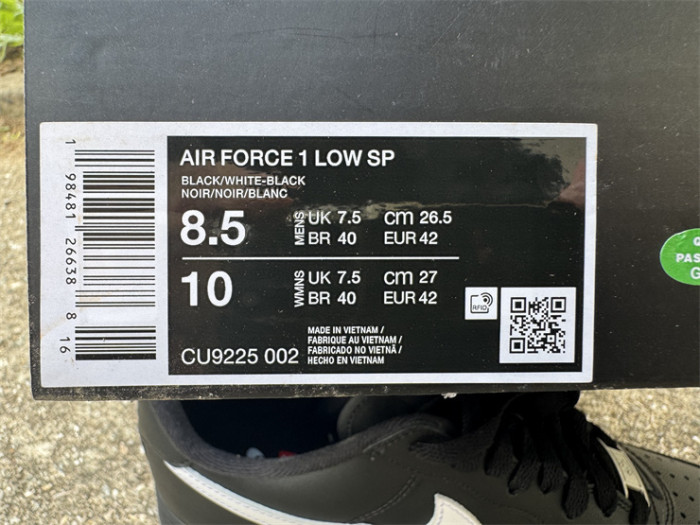 AIR FORCE 1 LOW SP
BLACK/WHITE-BLACK
NOIR/NOIR/BLANC
8.5 MENS UK 7.5 cm 26.5
BR 40 EUR 42
10 WMNS UK 7.5 cm 27
BR 40 EUR 42
RFID
CU9225 002
MADE IN VIETNAM /
FABRIQUE AU VIETNAM /
FABRICADO NO VIETNÃ /
HECHO EN VIETNAM
1 98481 26638 8 16
PAS
G